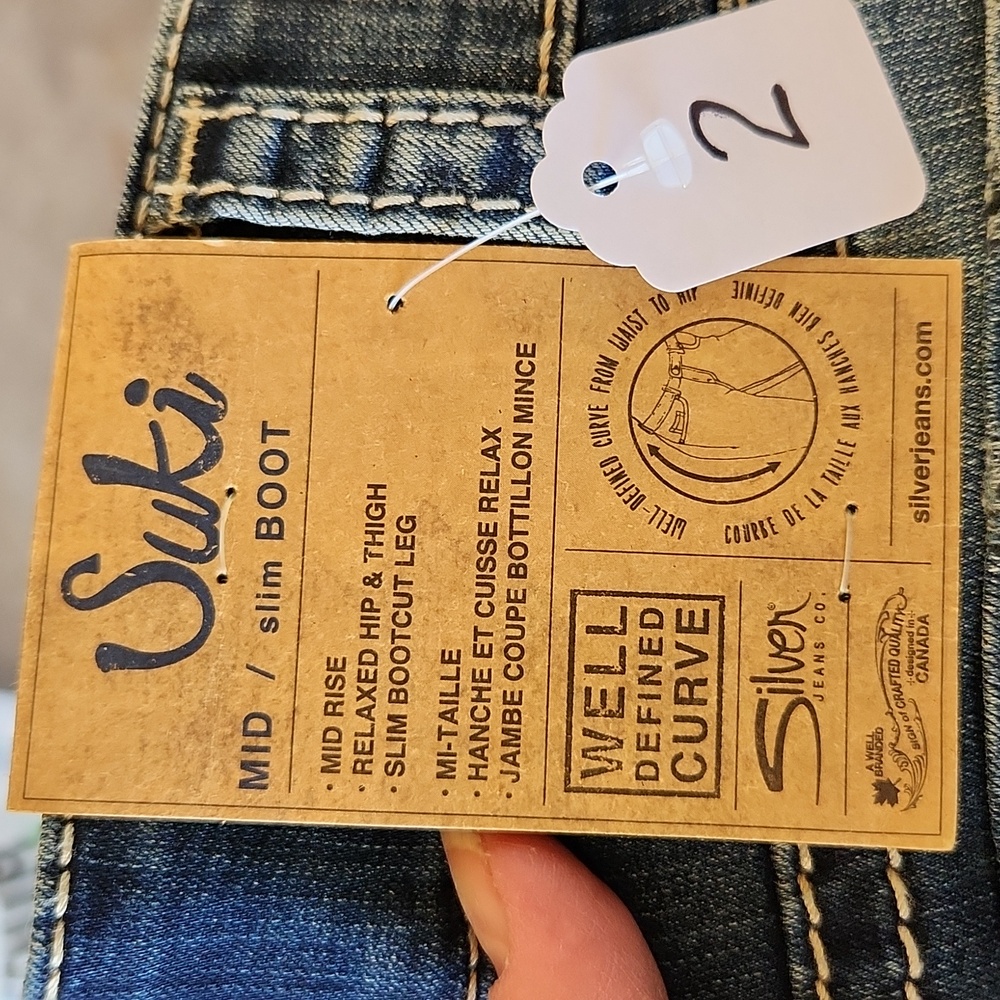 Suki
MID / slim BOOT
• MID RISE
• RELAXED HIP & THIGH
• SLIM BOOTCUT LEG
• MI-TAILLE
• HANCHE ET CUISSE RELAX
• JAMBE COUPE BOTTILLON MINCE
WELL
DEFINED
CURVE
WELL-DEFINED CURVE FROM WAIST TO HIP
COURBE DE LA TAILLE AUX HANCHES BIEN DÉFINIE
Silver®
JEANS CO.
A WELL
BRANDED
SIGN of CRAFTED QUALITY
designed in
CANADA
silverjeans.com
2